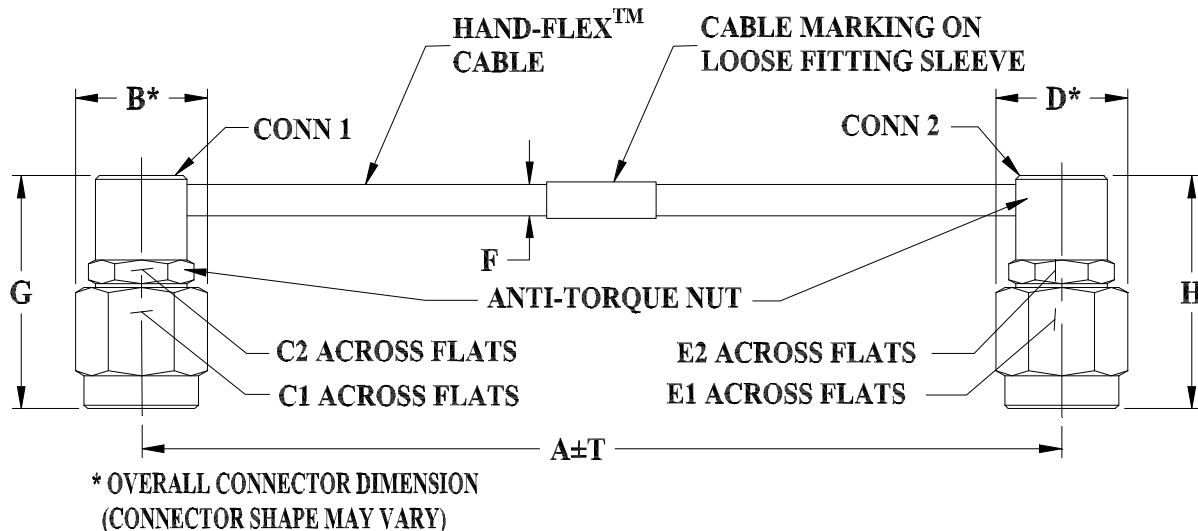 HAND-FLEX™
CABLE
CABLE MARKING ON
LOOSE FITTING SLEEVE
B*
D*
CONN 1
CONN 2
F
G
H
ANTI-TORQUE NUT
C2 ACROSS FLATS
E2 ACROSS FLATS
C1 ACROSS FLATS
E1 ACROSS FLATS
A±T
* OVERALL CONNECTOR DIMENSION
(CONNECTOR SHAPE MAY VARY)